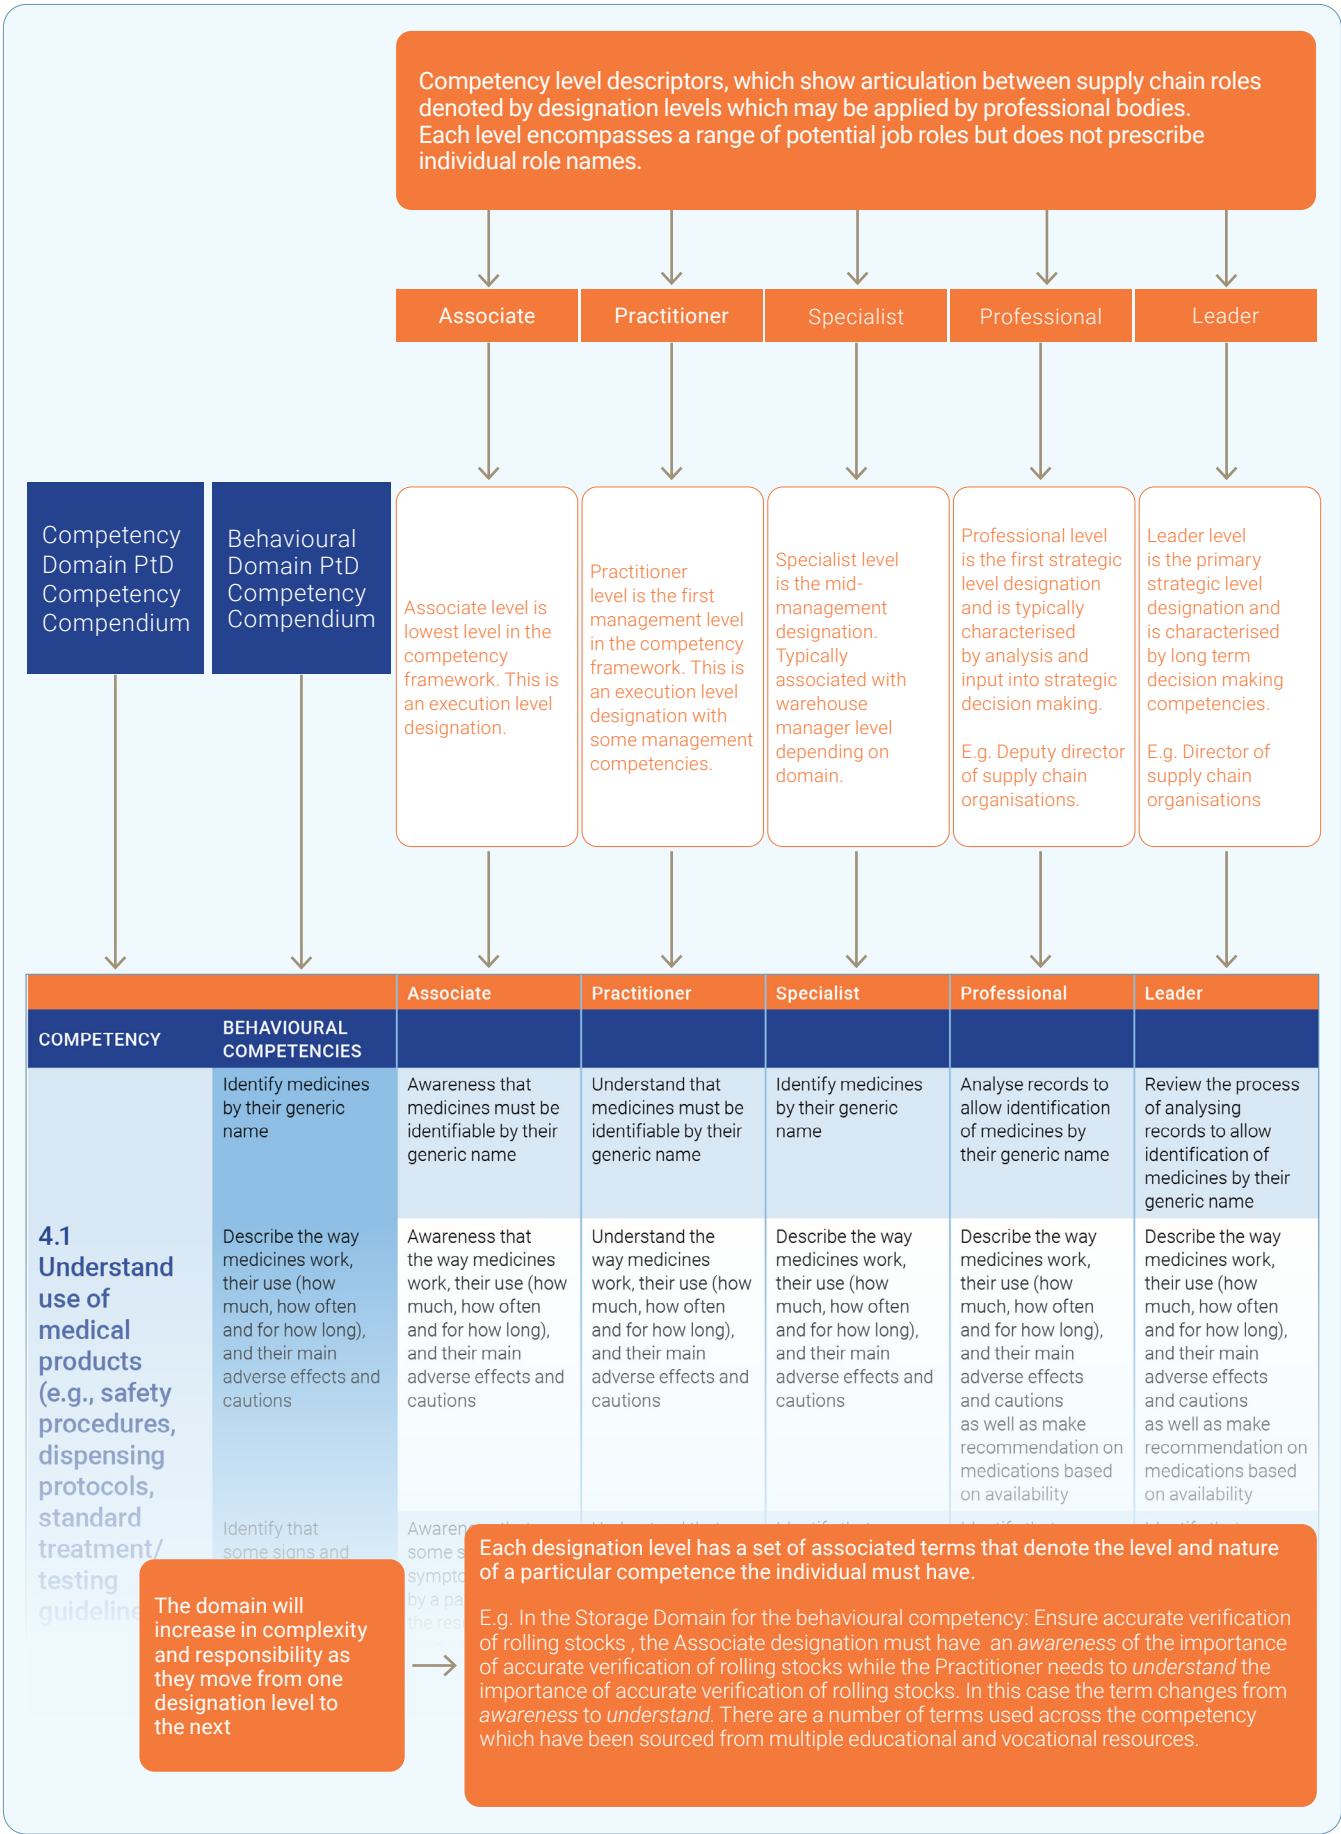 Competency level descriptors, which show articulation between supply chain roles
denoted by designation levels which may be applied by professional bodies.
Each level encompasses a range of potential job roles but does not prescribe
individual role names.
Associate
Practitioner
Specialist
Professional
Leader
Competency
Domain PtD
Competency
Compendium
Behavioural
Domain PtD
Competency
Compendium
Associate level is
lowest level in the
competency
framework. This is
an execution level
designation.
Practitioner
level is the first
management level
in the competency
framework. This is
an execution level
designation with
some management
competencies.
Specialist level
is the mid-
management
designation.
Typically
associated with
warehouse
manager level
depending on
domain.
Professional level
is the first strategic
level designation
and is typically
characterised
by analysis and
input into strategic
decision making.
E.g. Deputy director
of supply chain
organisations.
Leader level
is the primary
strategic level
designation and
is characterised
by long term
decision making
competencies.
E.g. Director of
supply chain
organisations
Associate
Practitioner
Specialist
Professional
Leader
COMPETENCY
BEHAVIOURAL
COMPETENCIES
4.1
Understand
use of
medical
products
(e.g., safety
procedures,
dispensing
protocols,
standard
treatment/
testing
Identify medicines
by their generic
name
Awareness that
medicines must be
identifiable by their
generic name
Understand that
medicines must be
identifiable by their
generic name
Identify medicines
by their generic
name
Analyse records to
allow identification
of medicines by
their generic name
Review the process
of analysing
records to allow
identification of
medicines by their
generic name
Describe the way
medicines work,
their use (how
much, how often
and for how long),
and their main
adverse effects and
cautions
Awareness that
the way medicines
work, their use (how
much, how often
and for how long),
and their main
adverse effects and
cautions
Understand the
way medicines
work, their use (how
much, how often
and for how long),
and their main
adverse effects and
cautions
Describe the way
medicines work,
their use (how
much, how often
and for how long),
and their main
adverse effects and
cautions
Describe the way
medicines work,
their use (how
much, how often
and for how long),
and their main
adverse effects
and cautions
as well as make
recommendation on
medications based
on availability
Describe the way
medicines work,
their use (how
much, how often
and for how long),
and their main
adverse effects
and cautions
as well as make
recommendation on
medications based
on availability
Identify that
some signs and
some
by a
the
The domain will
increase in complexity
and responsibility as
they move from one
designation level to
the next
Each designation level has a set of associated terms that denote the level and nature
of a particular competence the individual must have.
E.g. In the Storage Domain for the behavioural competency: Ensure accurate verification
of rolling stocks , the Associate designation must have an awareness of the importance
of accurate verification of rolling stocks while the Practitioner needs to understand the
importance of accurate verification of rolling stocks. In this case the term changes from
awareness to understand. There are a number of terms used across the competency
which have been sourced from multiple educational and vocational resources.